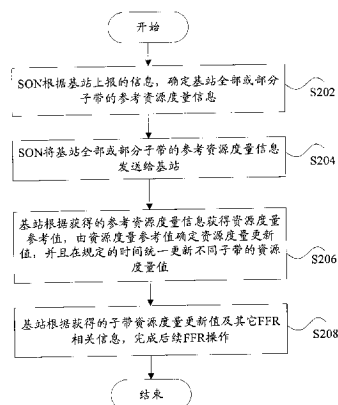 开始
SON根据基站上报的信息，确定基站全部或部分
子带的参考资源度量信息
S202
SON将基站全部或部分子带的参考资源度量信息
发送给基站
S204
基站根据获得的参考资源度量信息获得资源度量
参考值，由资源度量参考值确定资源度量更新
值，并且在规定的时间统一更新不同子带的资源
度量值
S206
基站根据获得的子带资源度量更新值及其它FFR
相关信息，完成后续FFR操作
S208
结束